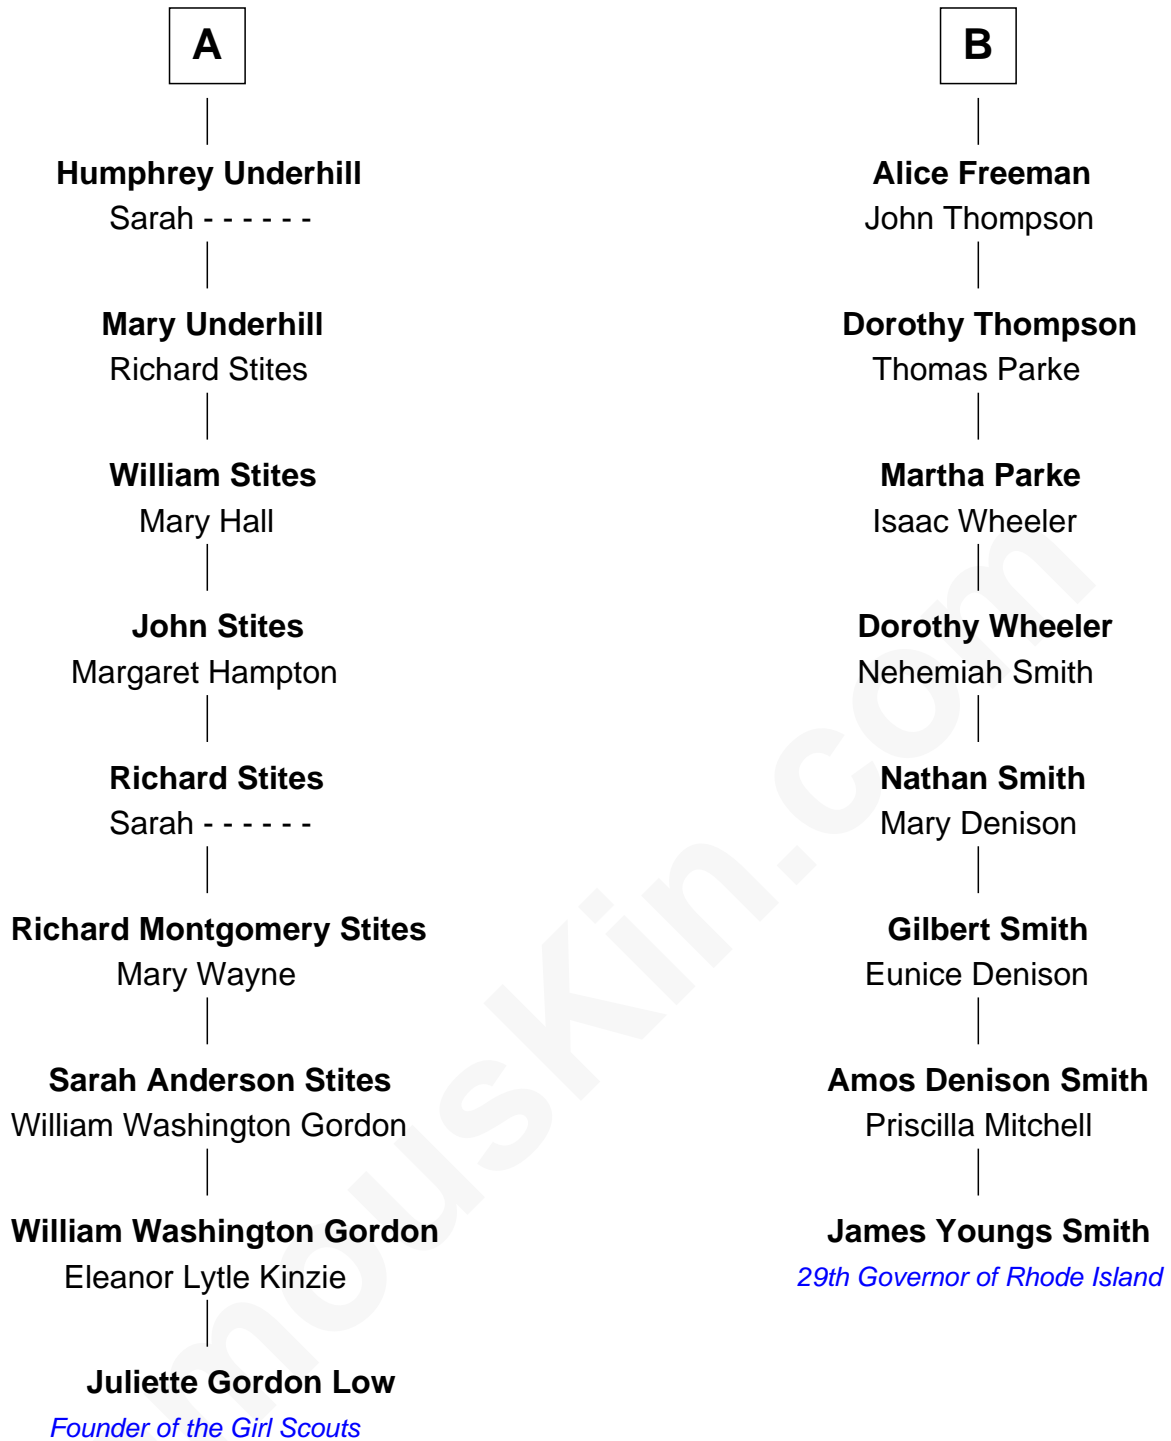 A
Humphrey Underhill
Sarah - - - - - -
Mary Underhill
Richard Stites
William Stites
Mary Hall
John Stites
Margaret Hampton
Richard Stites
Sarah - - - - - -
Richard Montgomery Stites
Mary Wayne
Sarah Anderson Stites
William Washington Gordon
William Washington Gordon
Eleanor Lytle Kinzie
Juliette Gordon Low
Founder of the Girl Scouts
B
Alice Freeman
John Thompson
Dorothy Thompson
Thomas Parke
Martha Parke
Isaac Wheeler
Dorothy Wheeler
Nehemiah Smith
Nathan Smith
Mary Denison
Gilbert Smith
Eunice Denison
Amos Denison Smith
Priscilla Mitchell
James Youngs Smith
29th Governor of Rhode Island
mousKin.com